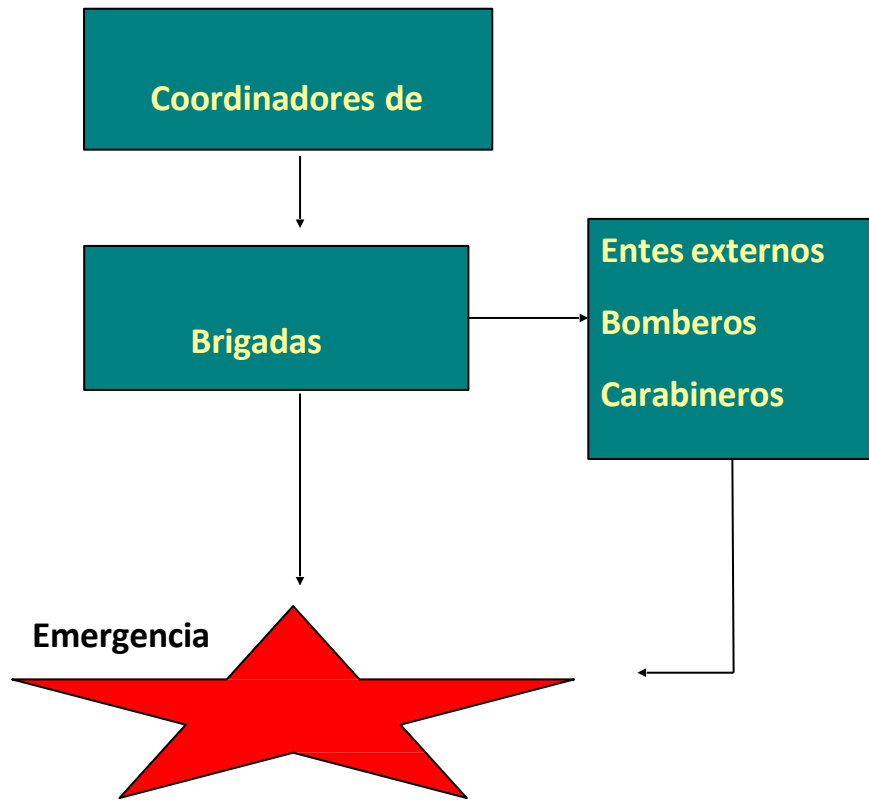 Coordinadores de
Brigadas
Entes externos
Bomberos
Carabineros
Emergencia